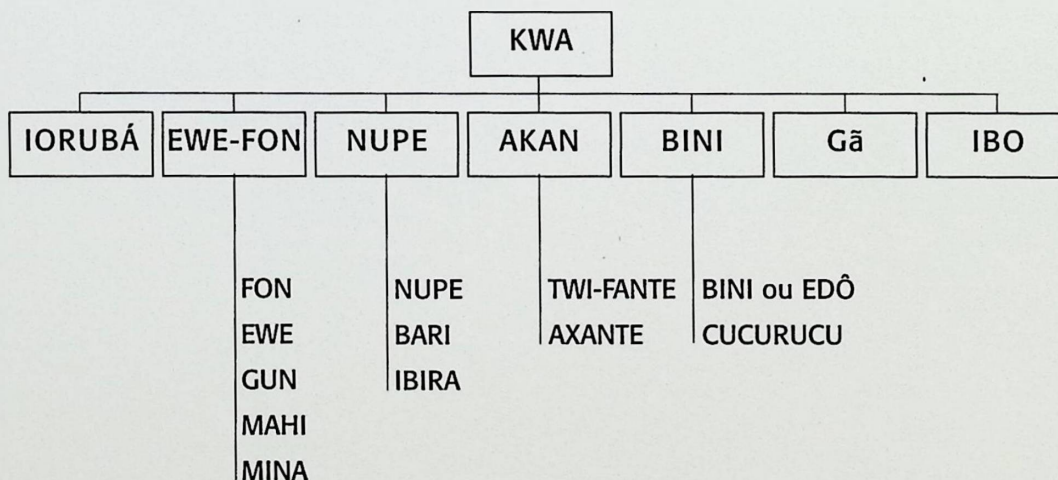 KWA
IORUBÁ EWE-FON NUPE AKAN BINI Gã IBO
FON NUPE TWI-FANTE BINI ou EDÔ
EWE BARI AXANTE CUCURUCU
GUN IBIRA
MAHI
MINA